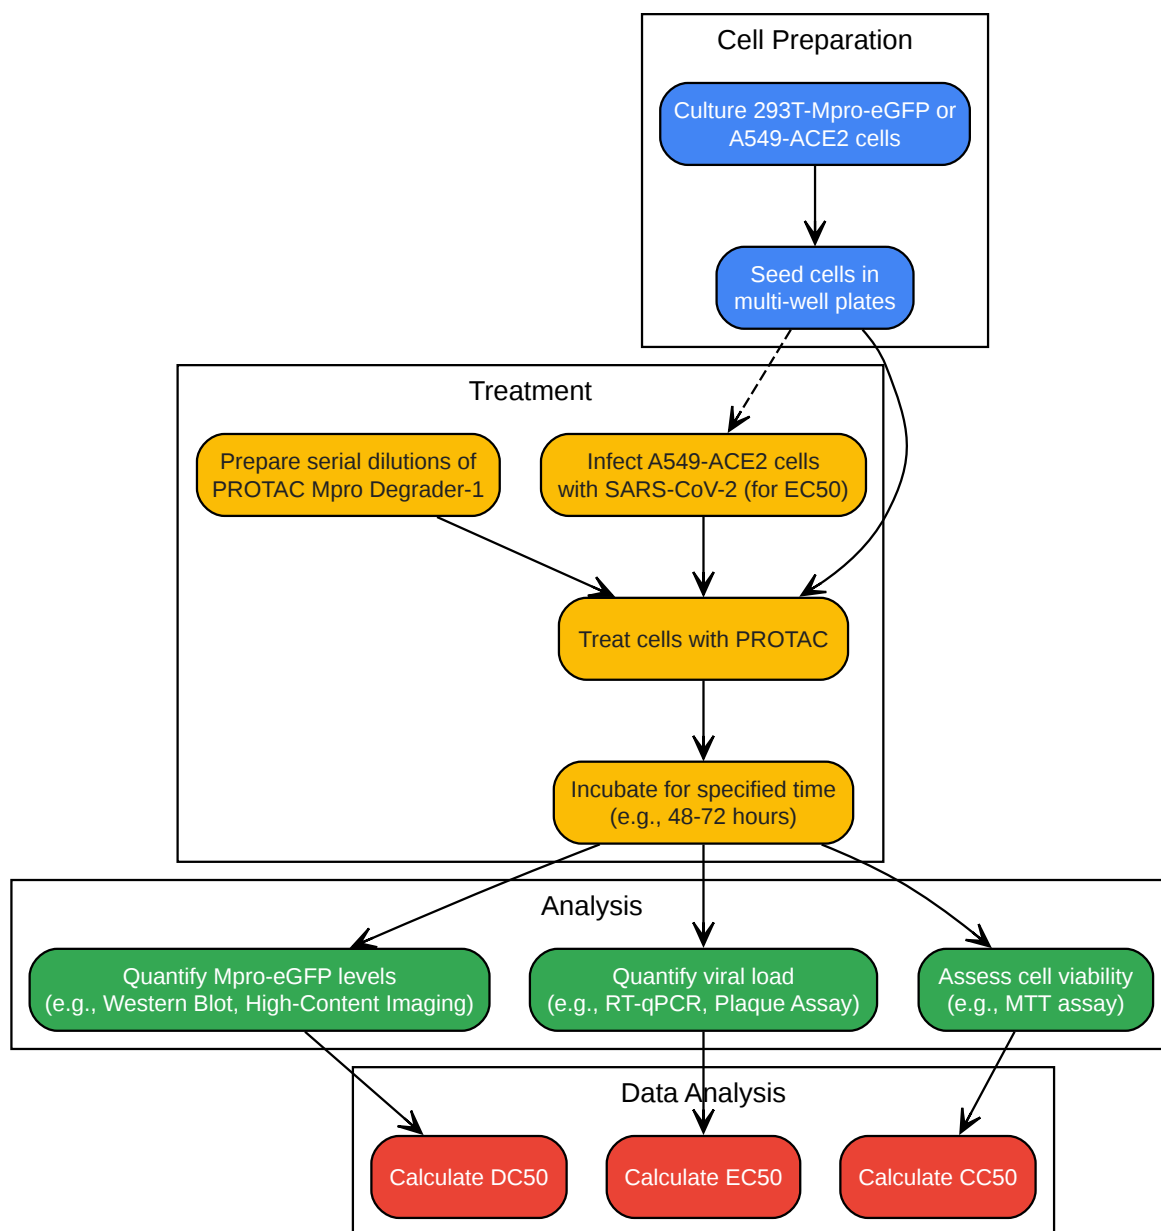 Cell Preparation
Culture 293T-Mpro-eGFP or
A549-ACE2 cells
Seed cells in
multi-well plates
Treatment
Prepare serial dilutions of
PROTAC Mpro Degrader-1
Infect A549-ACE2 cells
with SARS-CoV-2 (for EC50)
Treat cells with PROTAC
Incubate for specified time
(e.g., 48-72 hours)
Analysis
Quantify Mpro-eGFP levels
(e.g., Western Blot, High-Content Imaging)
Quantify viral load
(e.g., RT-qPCR, Plaque Assay)
Assess cell viability
(e.g., MTT assay)
Data Analysis
Calculate DC50
Calculate EC50
Calculate CC50